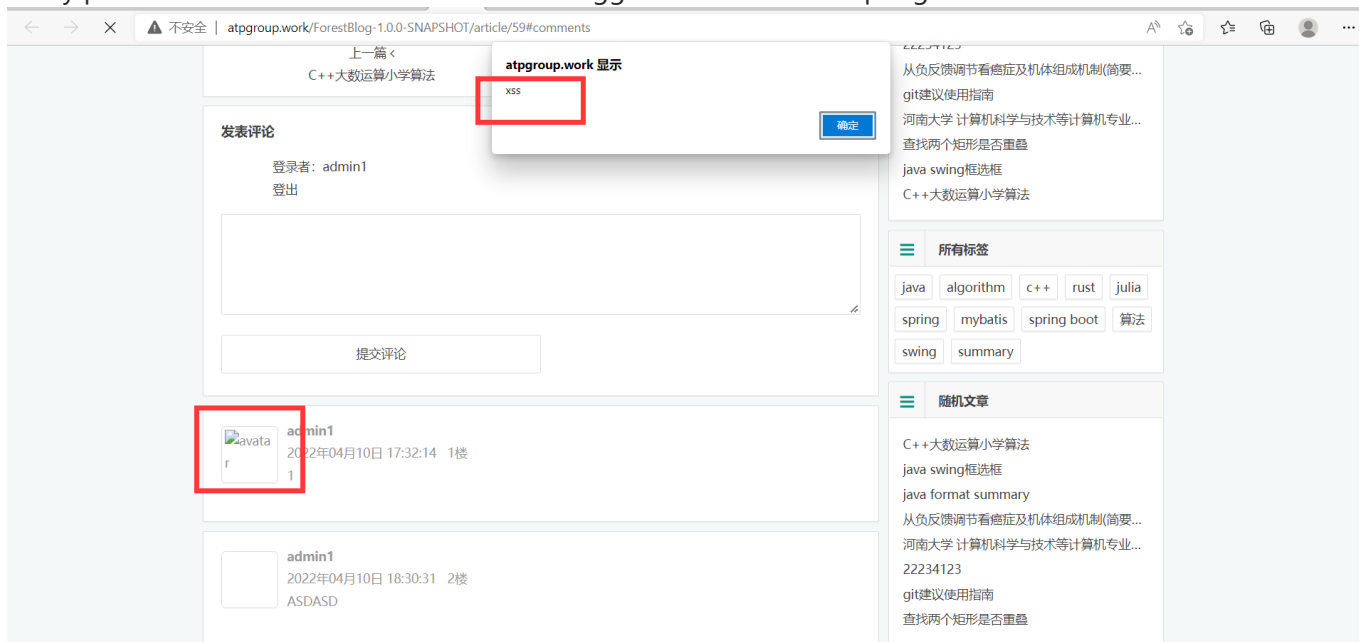 不安全 | atpgroup.work/ForestBlog-1.0.0-SNAPSHOT/article/59#comments
上一篇 <
C++大数运算小学算法
atpgroup.work 显示
xss
确定
发表评论
登录者：admin1
登出
提交评论
admin1
avatar
2022年04月10日 17:32:14 1楼
1
admin1
2022年04月10日 18:30:31 2楼
ASDASD
22234123
从负反馈调节看癌症及机体组成机制(简要...
git建议使用指南
河南大学 计算机科学与技术等计算机专业...
查找两个矩形是否重叠
java swing框选框
C++大数运算小学算法
所有标签
java algorithm c++ rust julia
spring mybatis spring boot 算法
swing summary
随机文章
C++大数运算小学算法
java swing框选框
java format summary
从负反馈调节看癌症及机体组成机制(简要...
河南大学 计算机科学与技术等计算机专业...
22234123
git建议使用指南
查找两个矩形是否重叠